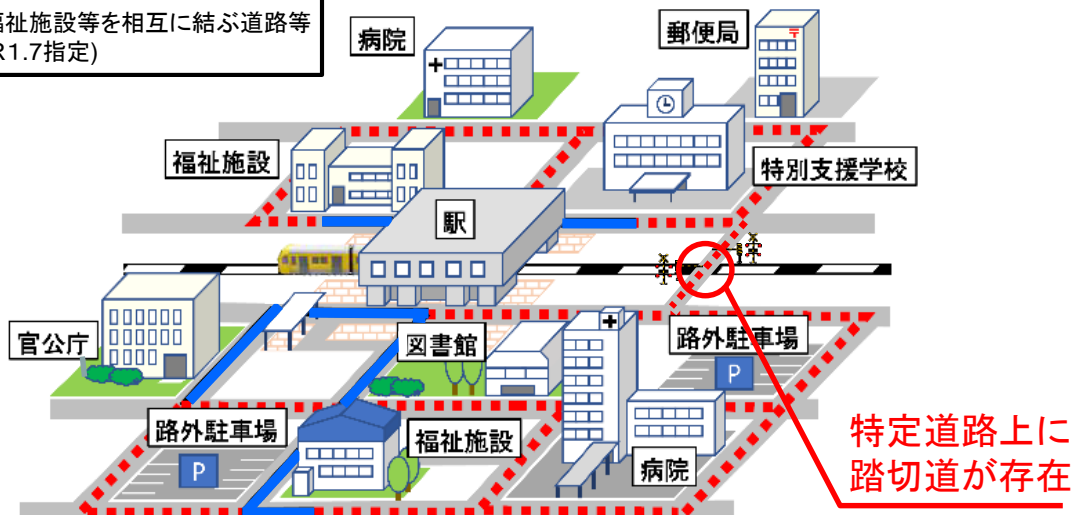 福祉施設等を相互に結ぶ道路等
R1.7指定)
病院
郵便局
〒
福祉施設
特別支援学校
駅
官公庁
図書館
路外駐車場
P
路外駐車場
P
福祉施設
病院
特定道路上に
踏切道が存在